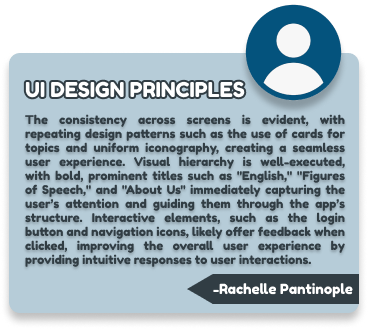 UI DESIGN PRINCIPLES
The consistency across screens is evident, with
repeating design patterns such as the use of cards for
topics and uniform iconography, creating a seamless
user experience. Visual hierarchy is well-executed,
with bold, prominent titles such as "English," "Figures
of Speech," and "About Us" immediately capturing the
user's attention and guiding them through the app's
structure. Interactive elements, such as the login
button and navigation icons, likely offer feedback when
clicked, improving the overall user experience by
providing intuitive responses to user interactions.
-Rachelle Pantinople